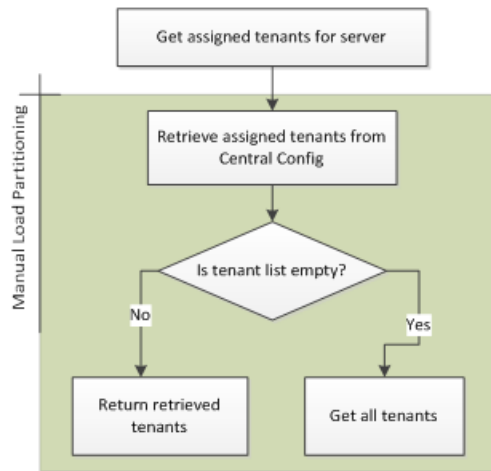 Get assigned tenants for server
Manual Load Partitioning
Retrieve assigned tenants from
Central Config
Is tenant list empty?
No
Yes
Return retrieved
tenants
Get all tenants